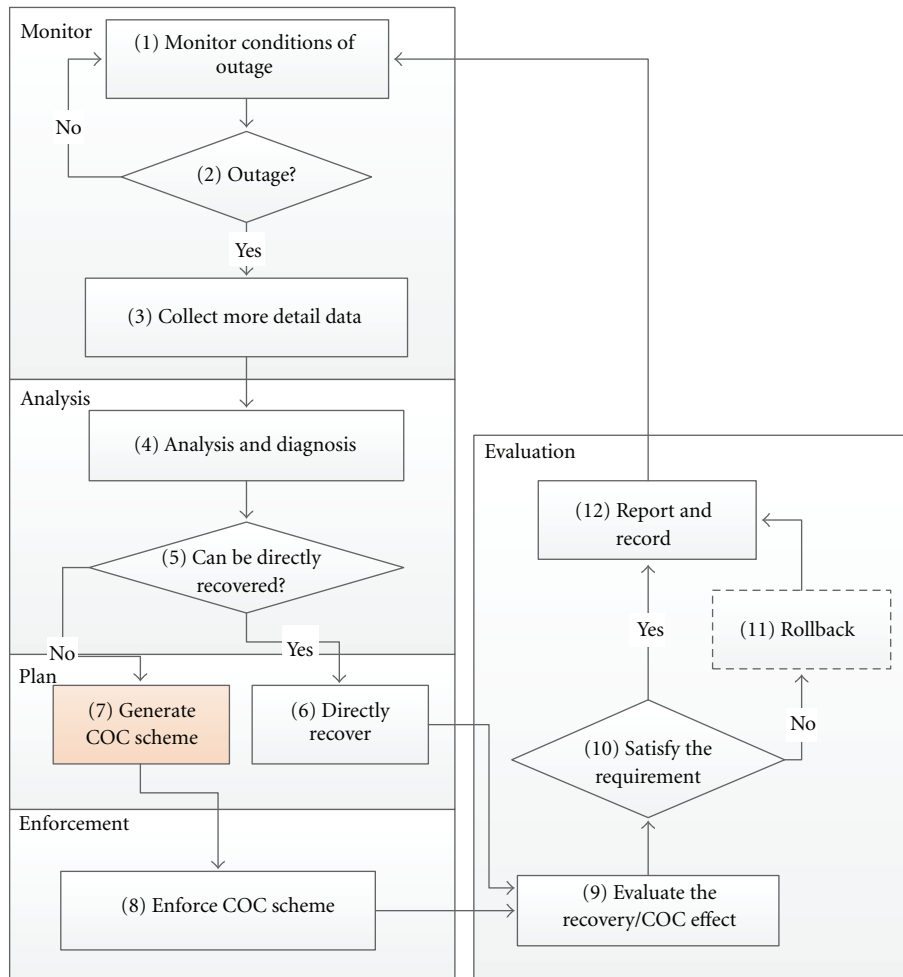 Monitor
(1) Monitor conditions of
outage
No
(2) Outage?
Yes
(3) Collect more detail data
Analysis
(4) Analysis and diagnosis
(5) Can be directly
recovered?
No
Yes
Plan
(7) Generate
COC scheme
(6) Directly
recover
Enforcement
(8) Enforce COC scheme
Evaluation
(12) Report and
record
Yes
(11) Rollback
No
(10) Satisfy the
requirement
(9) Evaluate the
recovery/COC effect